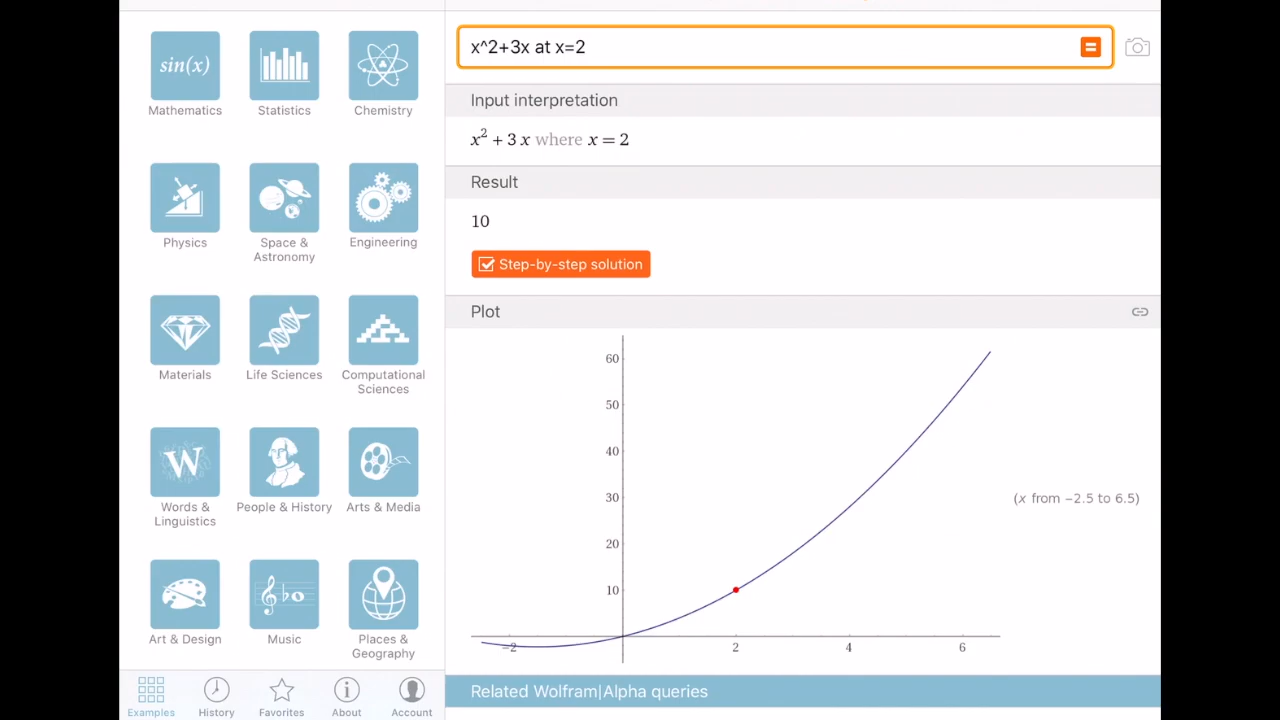 sin(x)
Mathematics
Statistics
Chemistry
Physics
Space &
Astronomy
Engineering
Materials
Life Sciences
Computational
Sciences
W
Words &
Linguistics
People & History
Arts & Media
Art & Design
Music
Places &
Geography
Examples
History
Favorites
About
Account
x^2+3x at x=2
Input interpretation
x² + 3 x where x = 2
Result
10
Step-by-step solution
Plot
60
50
40
30
20
10
−2
2
4
6
(x from −2.5 to 6.5)
Related Wolfram|Alpha queries